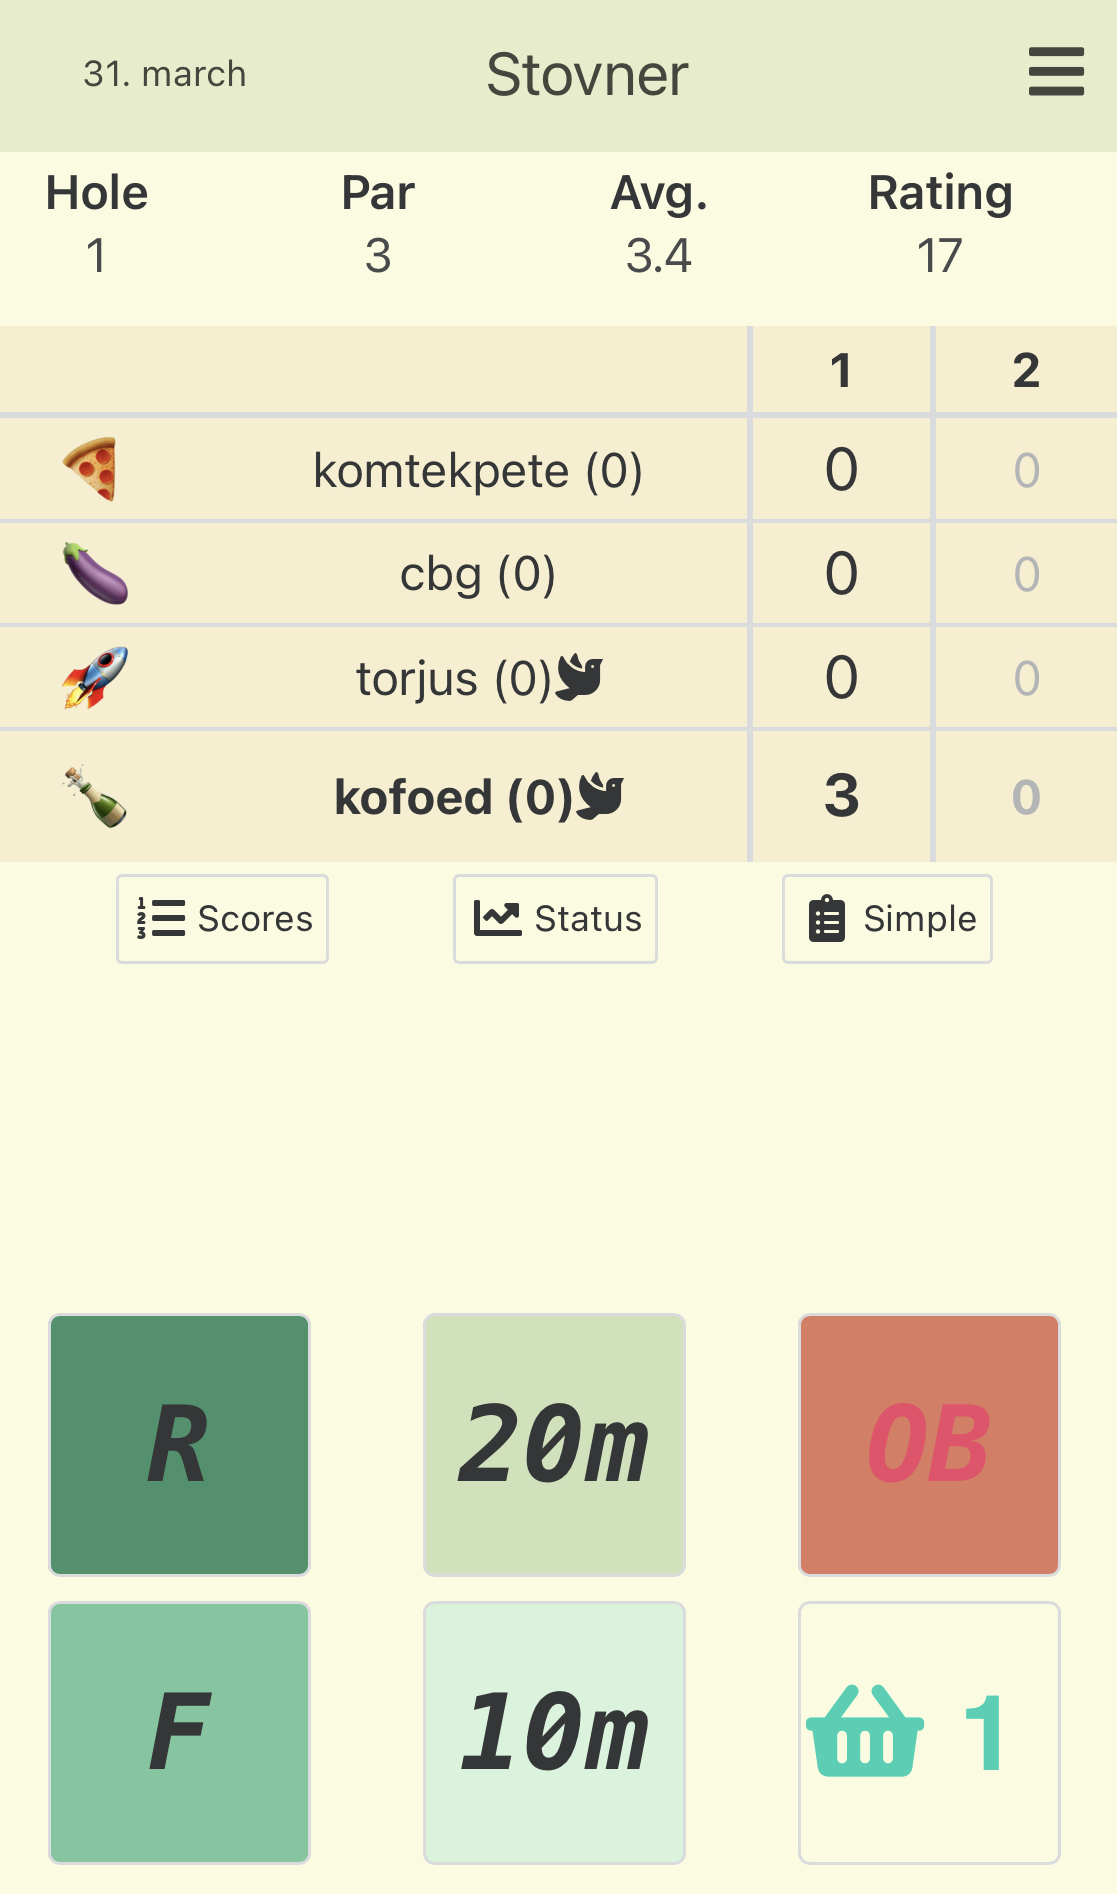 31. march Stovner
Hole Par Avg. Rating
1 3 3.4 17
1 2
komtekpete (0) 0 0
cbg (0) 0 0
torjus (0) 0 0
kofoed (0) 3 0
Scores Status Simple
R 20m OB
F 10m 1